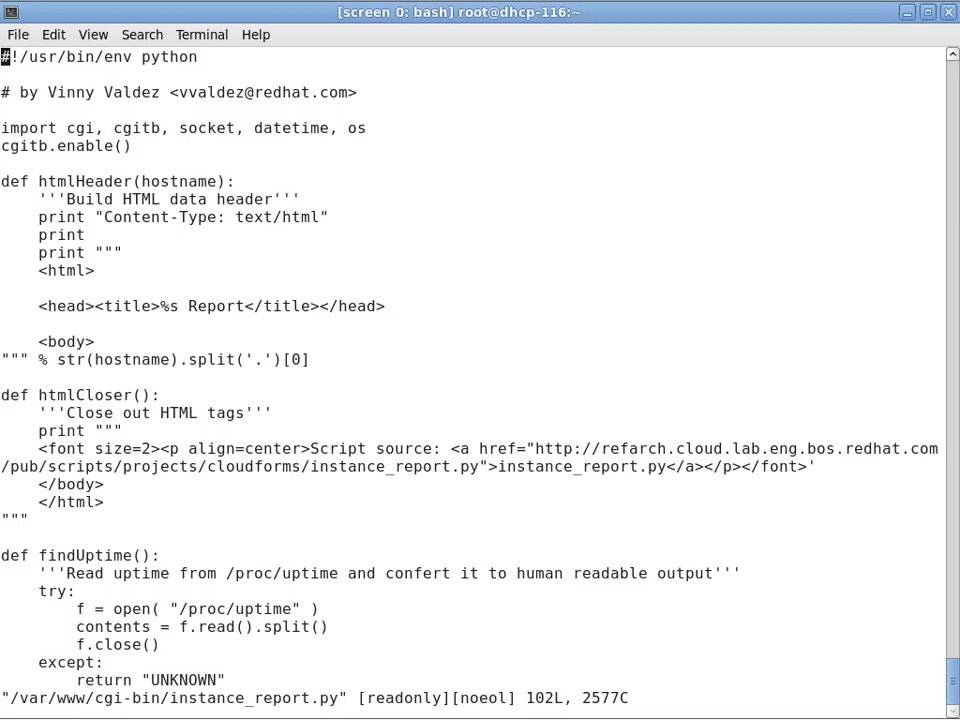 [screen 0: bash] root@dhcp-116:~
File Edit View Search Terminal Help
#!/usr/bin/env python
# by Vinny Valdez <vvaldez@redhat.com>
import cgi, cgitb, socket, datetime, os
cgitb.enable()
def htmlHeader(hostname):
    '''Build HTML data header'''
    print "Content-Type: text/html"
    print
    print """
    <html>
    <head><title>%s Report</title></head>
    <body>
""" % str(hostname).split('.')[0]
def htmlCloser():
    '''Close out HTML tags'''
    print """
    <font size=2><p align=center>Script source: <a href="http://refarch.cloud.lab.eng.bos.redhat.com
/pub/scripts/projects/cloudforms/instance_report.py">instance_report.py</a></p></font>'
    </body>
    </html>
"""
def findUptime():
    '''Read uptime from /proc/uptime and confert it to human readable output'''
    try:
        f = open( "/proc/uptime" )
        contents = f.read().split()
        f.close()
    except:
        return "UNKNOWN"
"/var/www/cgi-bin/instance_report.py" [readonly][noeol] 102L, 2577C